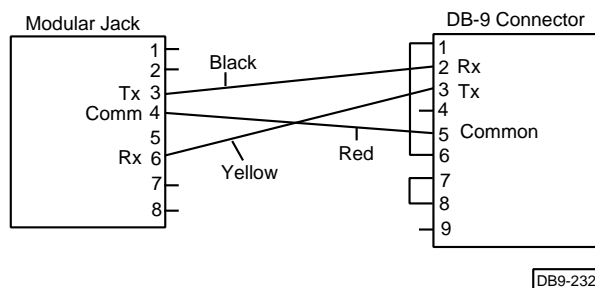 Modular Jack
DB-9 Connector
1
2
Tx 3
Comm 4
5
Rx 6
7
8
Black
Yellow
Red
1
2 Rx
3 Tx
4
5 Common
6
7
8
9
DB9-232